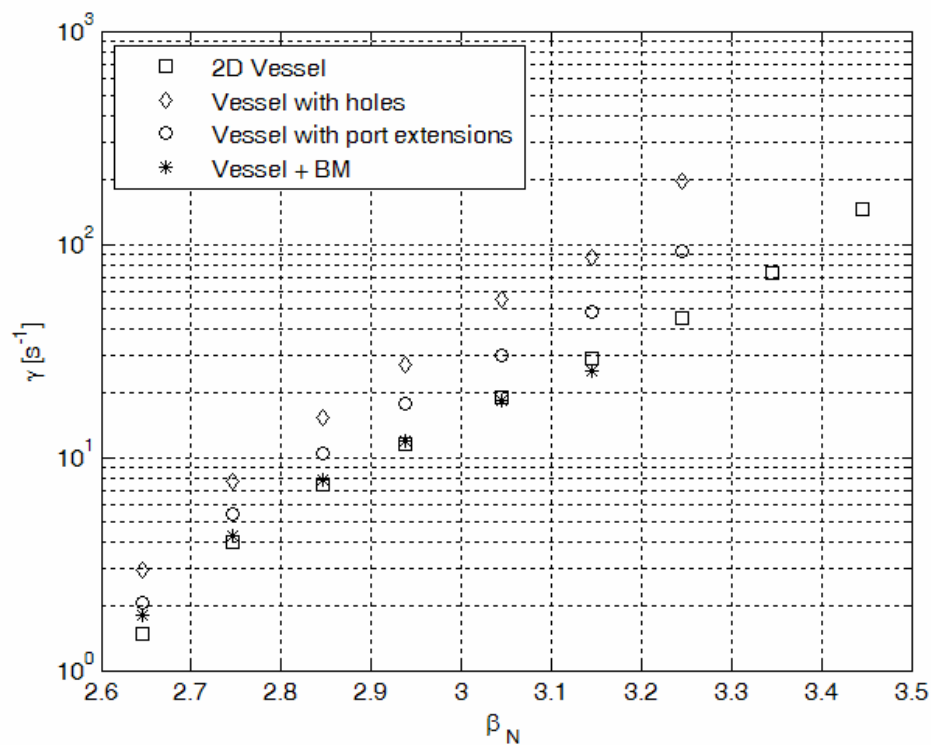 10^3
2D Vessel
Vessel with holes
Vessel with port extensions
Vessel + BM
10^2
γ [s^-1]
10^1
10^0
2.6 2.7 2.8 2.9 3 3.1 3.2 3.3 3.4 3.5
β_N